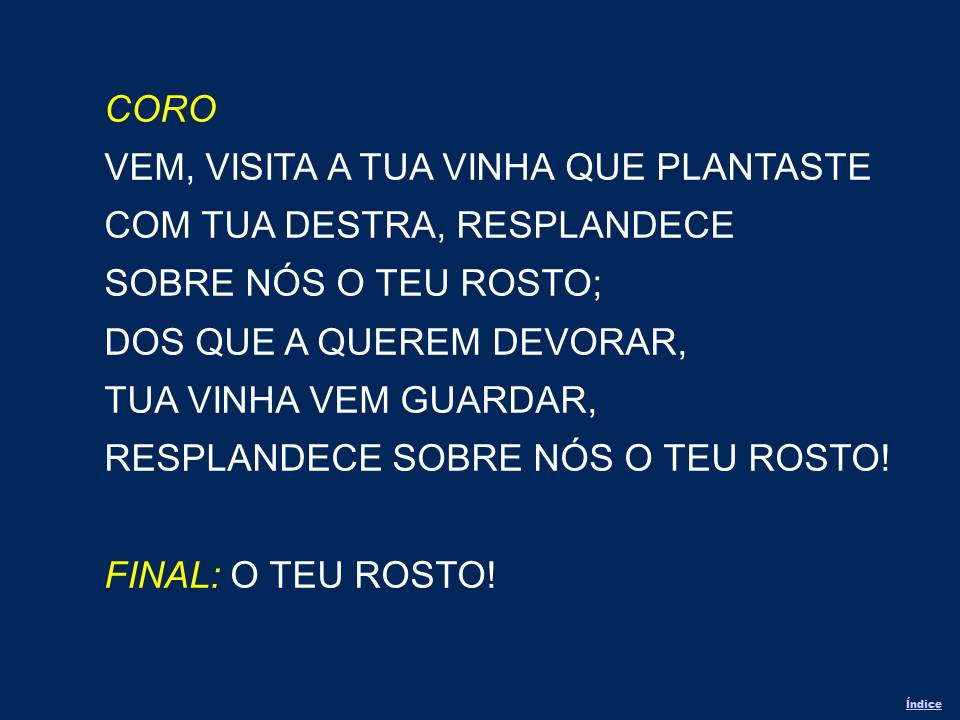 CORO
VEM, VISITA A TUA VINHA QUE PLANTASTE
COM TUA DESTRA, RESPLANDECE
SOBRE NÓS O TEU ROSTO;
DOS QUE A QUEREM DEVORAR,
TUA VINHA VEM GUARDAR,
RESPLANDECE SOBRE NÓS O TEU ROSTO!
FINAL: O TEU ROSTO!
Índice